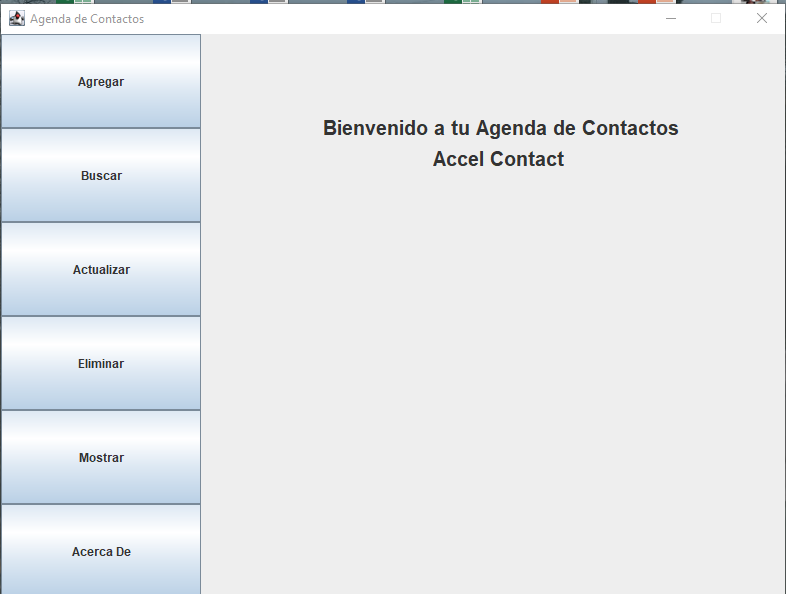 Agenda de Contactos
Agregar
Buscar
Actualizar
Eliminar
Mostrar
Acerca De
Bienvenido a tu Agenda de Contactos
Accel Contact